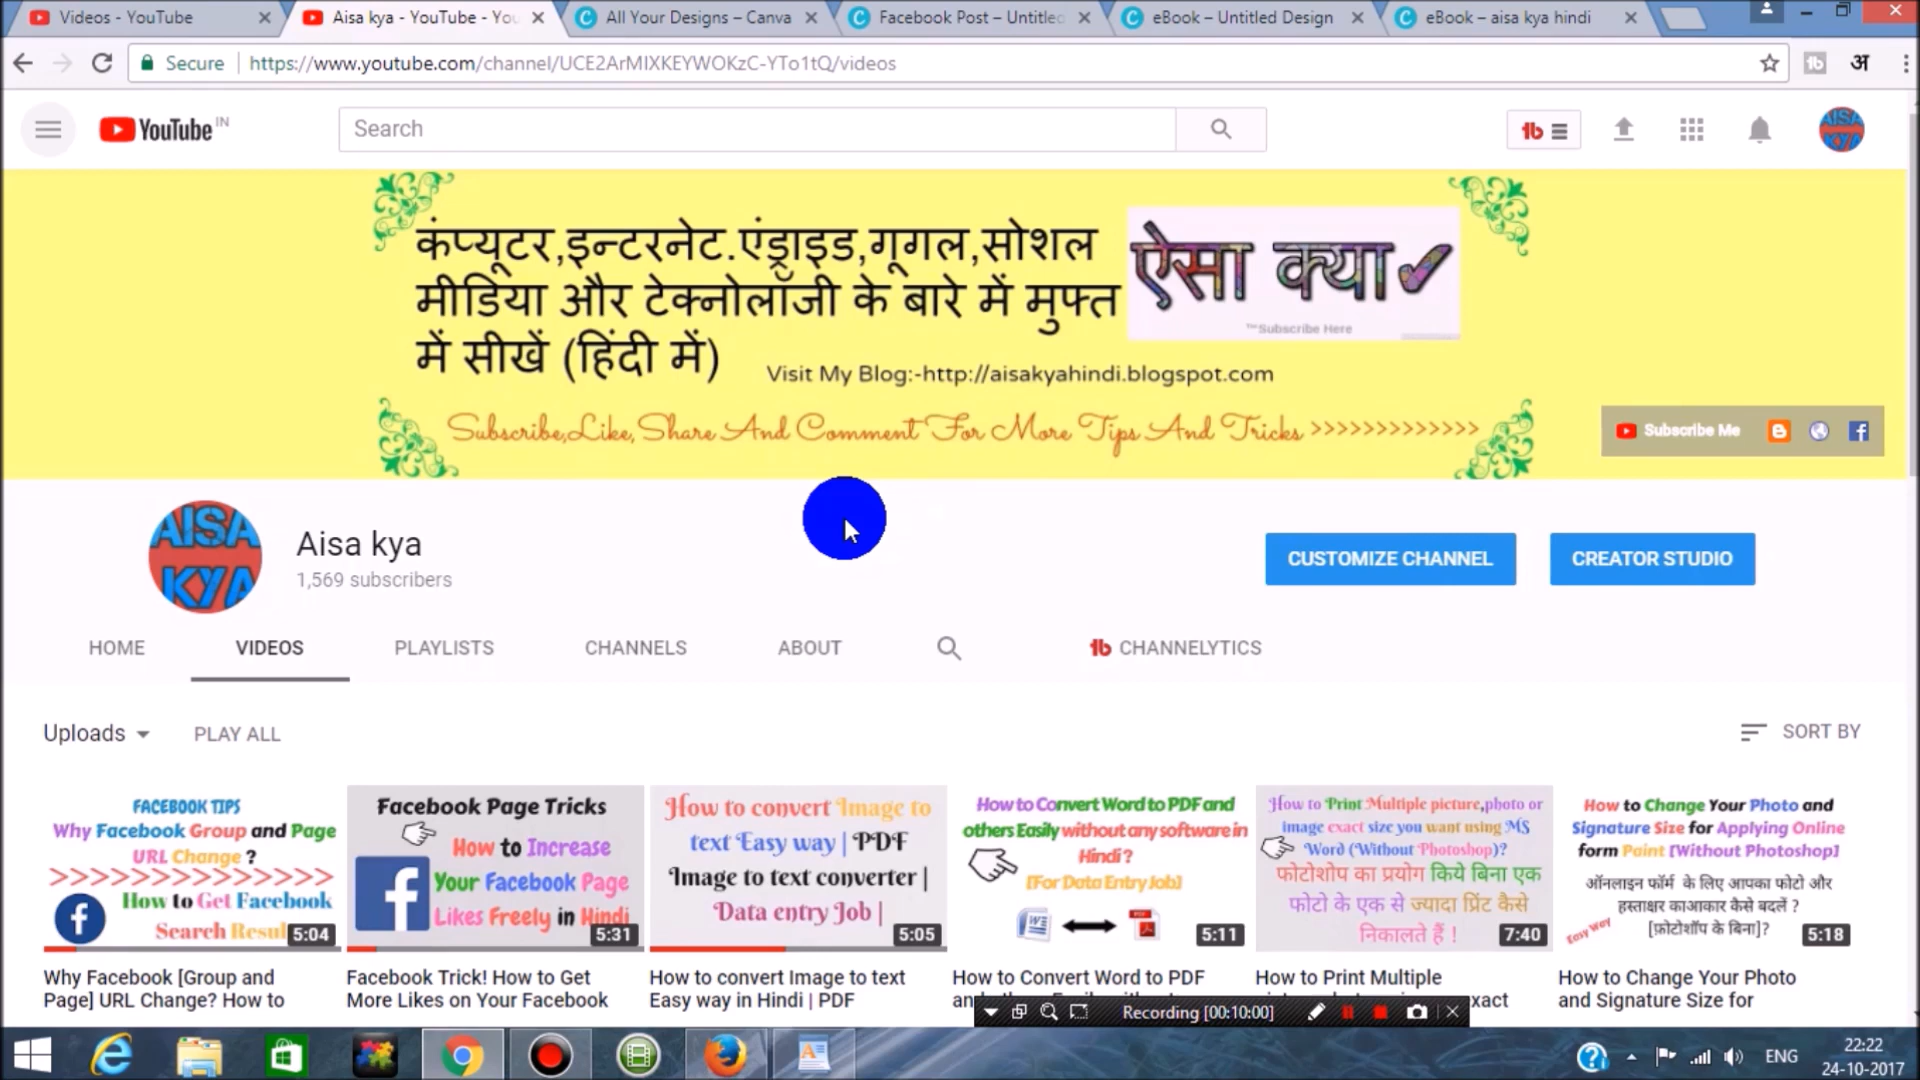 Videos - YouTube
Aisa kya - YouTube - You
All Your Designs – Canva
Facebook Post – Untitled
eBook – Untitled Design
eBook – aisa kya hindi
Secure
https://www.youtube.com/channel/UCE2ArMIXKEYWOKzC-YTo1tQ/videos
अ
YouTube IN
Search
AISA KYA
कंप्यूटर,इन्टरनेट.एंड्राइड,गूगल,सोशल
मीडिया और टेक्नोलॉजी के बारे में मुफ्त
में सीखें (हिंदी में)
ऐसा क्या
™Subscribe Here
Visit My Blog:-http://aisakyahindi.blogspot.com
Subscribe,Like,Share And Comment For More Tips And Tricks >>>>>>>>>>>>>
Subscribe Me
AISA
KYA
Aisa kya
1,569 subscribers
CUSTOMIZE CHANNEL
CREATOR STUDIO
HOME
VIDEOS
PLAYLISTS
CHANNELS
ABOUT
CHANNELYTICS
Uploads
PLAY ALL
SORT BY
FACEBOOK TIPS
Why Facebook Group and Page
URL Change ?
>>>>>>>>>>>>>>
How to Get Facebook
Search Resul
5:04
Facebook Page Tricks
How to Increase
Your Facebook Page
Likes Freely in Hindi
5:31
How to convert Image to
text Easy way | PDF
Image to text converter |
Data entry Job |
5:05
How to Convert Word to PDF and
others Easily without any software in
Hindi ?
[For Data Entry Job]
5:11
How to Print Multiple picture,photo or
image exact size you want using MS
Word (Without Photoshop)?
फोटोशोप का प्रयोग किये बिना एक
फोटो के एक से ज्यादा प्रिंट कैसे
निकालते हैं !
7:40
How to Change Your Photo and
Signature Size for Applying Online
form Paint [Without Photoshop]
ऑनलाइन फॉर्म के लिए आपका फोटो और
हस्ताक्षर काआकार कैसे बदलें ?
[फ़ोटोशॉप के बिना]?
Easy Way
5:18
Why Facebook [Group and
Page] URL Change? How to
Facebook Trick! How to Get
More Likes on Your Facebook
How to convert Image to text
Easy way in Hindi | PDF
How to Convert Word to PDF
How to Print Multiple
How to Change Your Photo
and Signature Size for
Recording [00:10:00]
ENG
22:22
24-10-2017